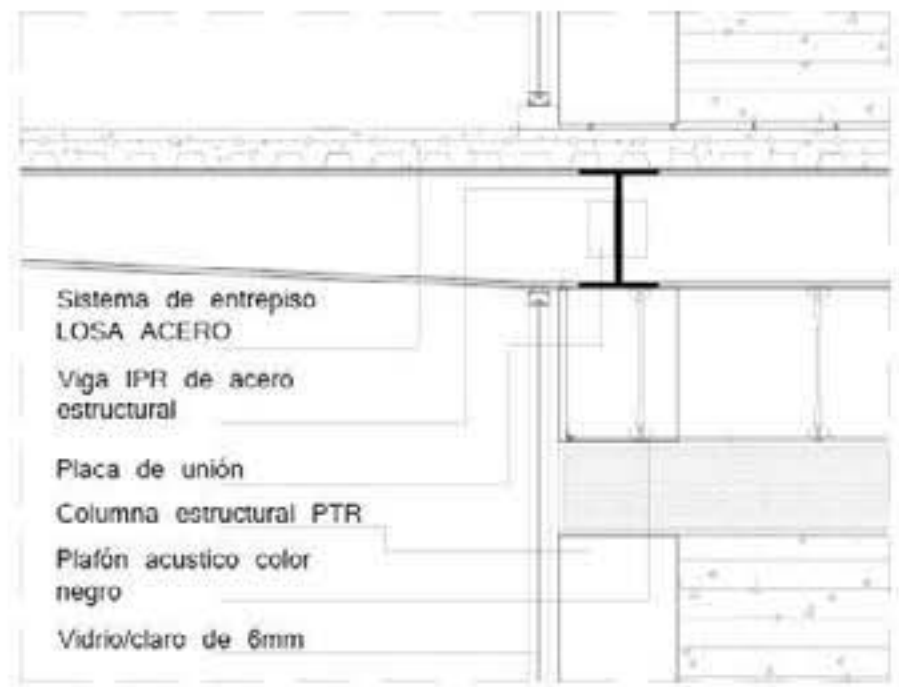 Sistema de entrepiso
LOSA ACERO
Viga IPR de acero
estructural
Placa de unión
Columna estructural PTR
Plafón acustico color
negro
Vidrio/claro de 6mm